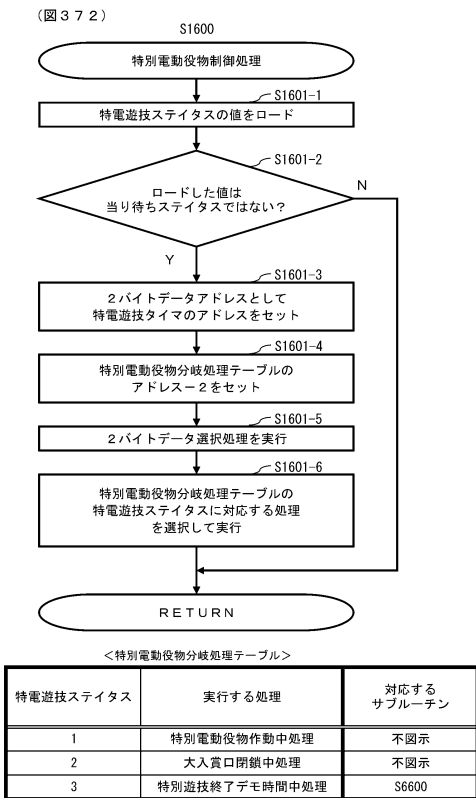 （図３７２）
S1600
特別電動役物制御処理
S1601-1
特電遊技ステイタスの値をロード
S1601-2
ロードした値は
当り待ちステイタスではない？
N
Y
S1601-3
２バイトデータアドレスとして
特電遊技タイマのアドレスをセット
S1601-4
特別電動役物分岐処理テーブルの
アドレス－２をセット
S1601-5
２バイトデータ選択処理を実行
S1601-6
特別電動役物分岐処理テーブルの
特電遊技ステイタスに対応する処理
を選択して実行
ＲＥＴＵＲＮ
＜特別電動役物分岐処理テーブル＞
特電遊技ステイタス 実行する処理 対応する
サブルーチン
1 特別電動役物作動中処理 不図示
2 大入賞口閉鎖中処理 不図示
3 特別遊技終了デモ時間中処理 S6600